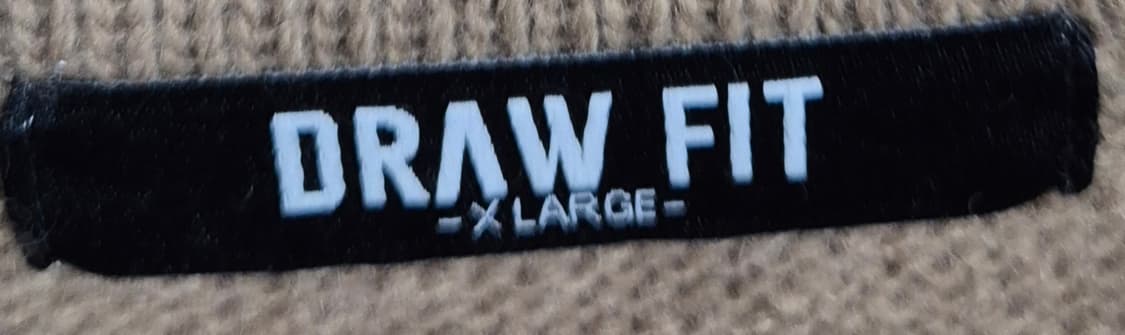 DRAW FIT
-X LARGE-